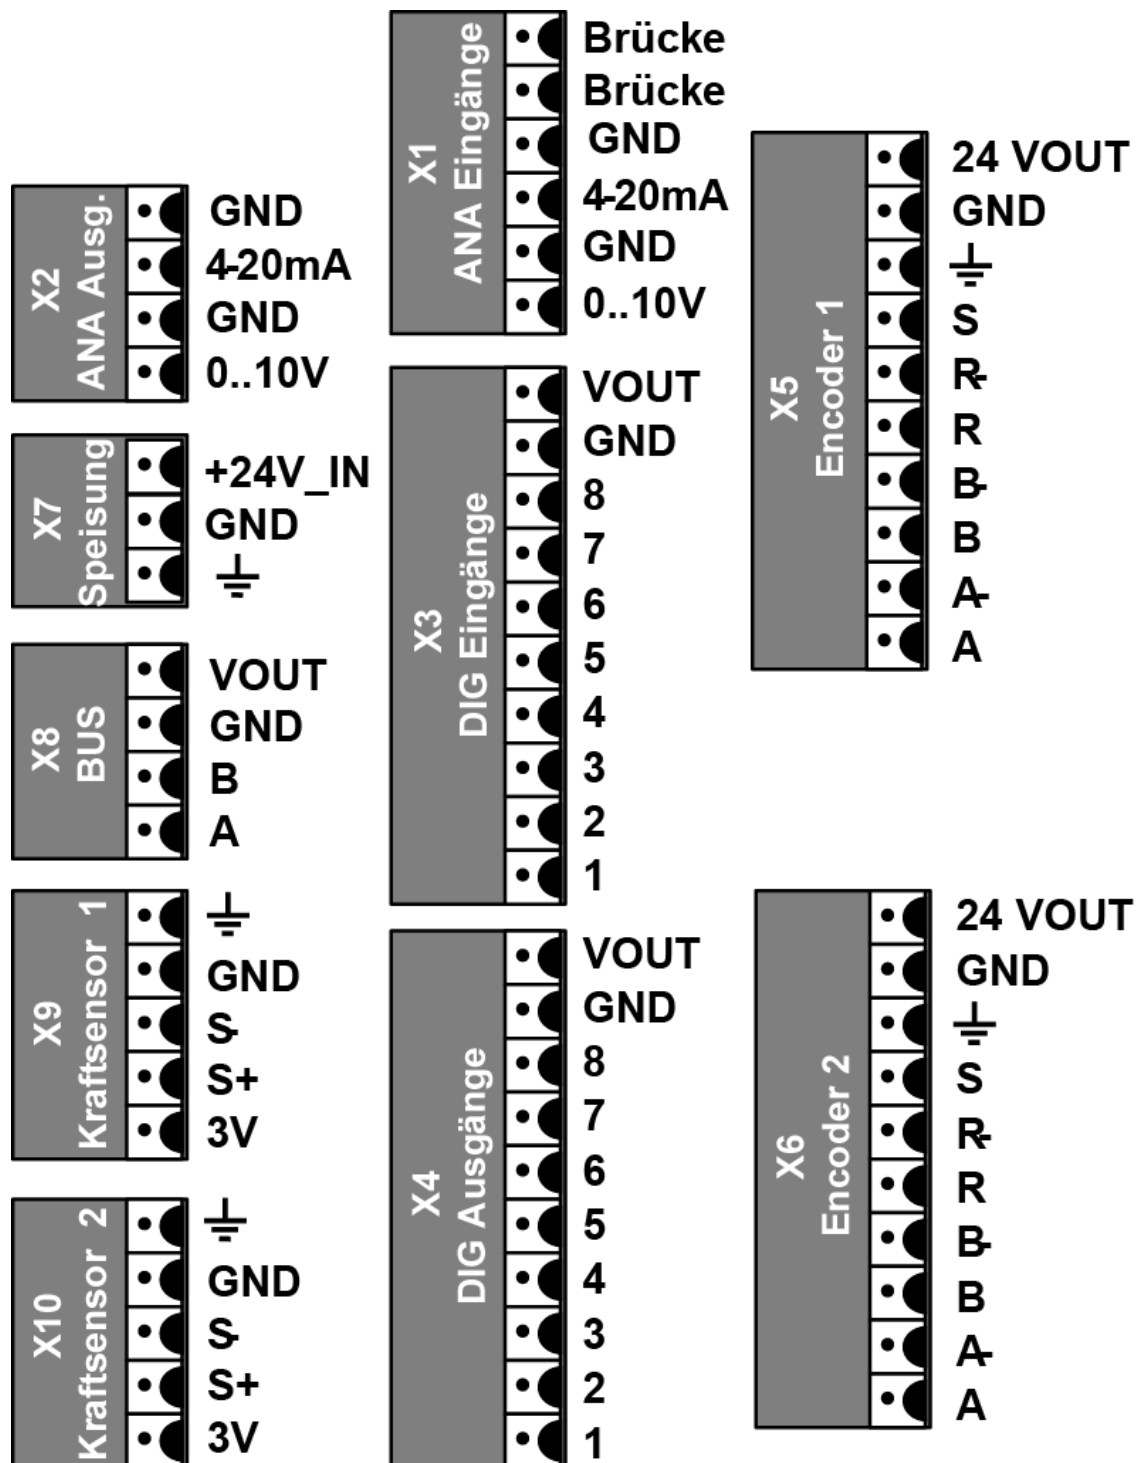 X2
ANA Ausg.
GND
4-20mA
GND
0..10V
X7
Speisung
+24V_IN
GND
X8
BUS
VOUT
GND
B
A
X9
Kraftsensor 1
GND
S-
S+
3V
X10
Kraftsensor 2
GND
S-
S+
3V
X1
ANA Eingänge
Brücke
Brücke
GND
4-20mA
GND
0..10V
X3
DIG Eingänge
VOUT
GND
8
7
6
5
4
3
2
1
X4
DIG Ausgänge
VOUT
GND
8
7
6
5
4
3
2
1
X5
Encoder 1
24 VOUT
GND
S
R-
R
B-
B
A-
A
X6
Encoder 2
24 VOUT
GND
S
R-
R
B-
B
A-
A